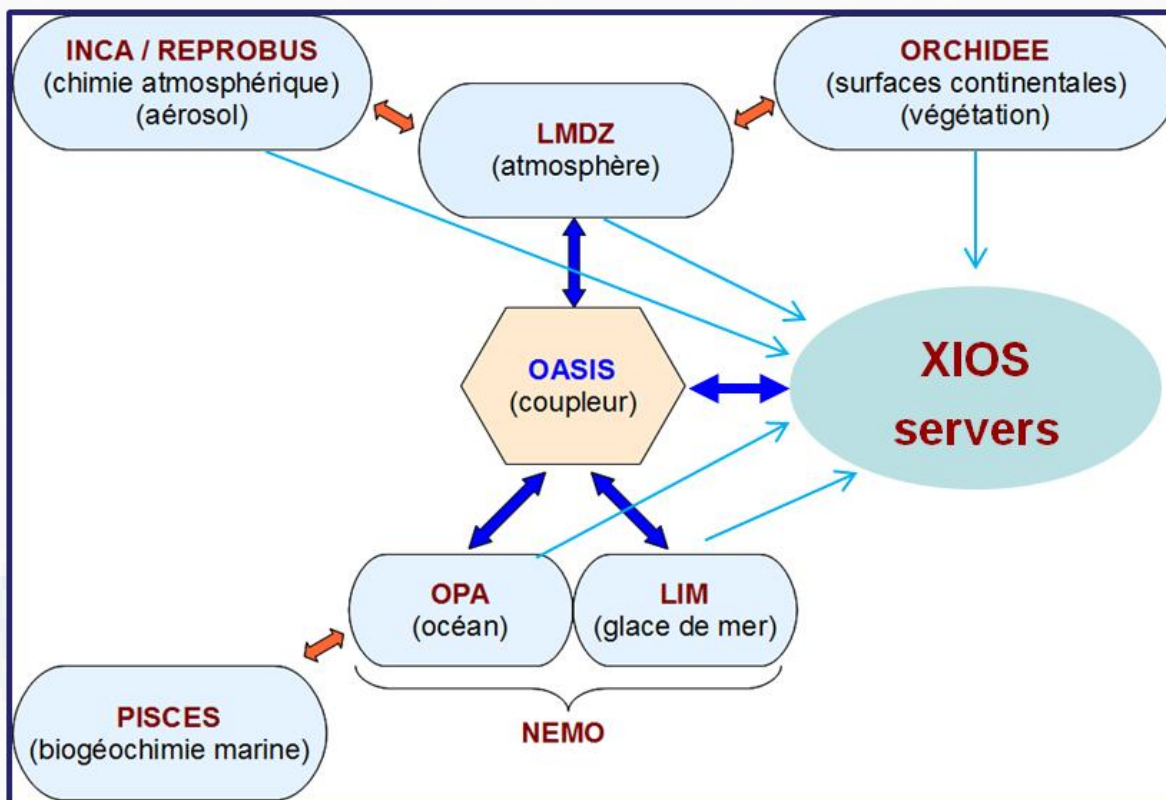 INCA / REPROBUS
(chimie atmosphérique)
(aérosol)
ORCHIDEE
(surfaces continentales)
(végétation)
LMDZ
(atmosphère)
OASIS
(coupleur)
XIOS
servers
OPA
(océan)
LIM
(glace de mer)
NEMO
PISCES
(biogéochimie marine)